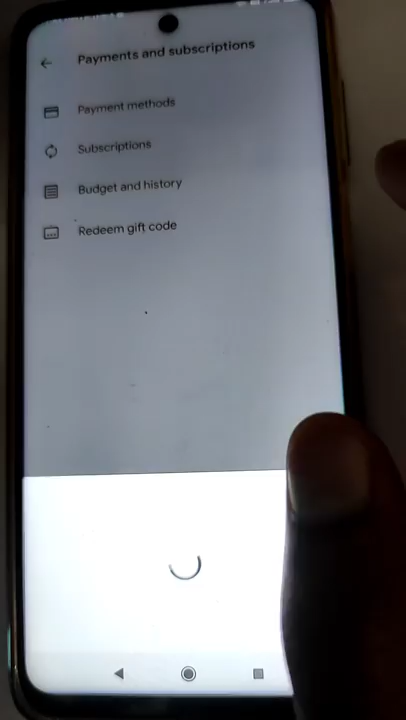 Payments and subscriptions
Payment methods
Subscriptions
Budget and history
Redeem gift code